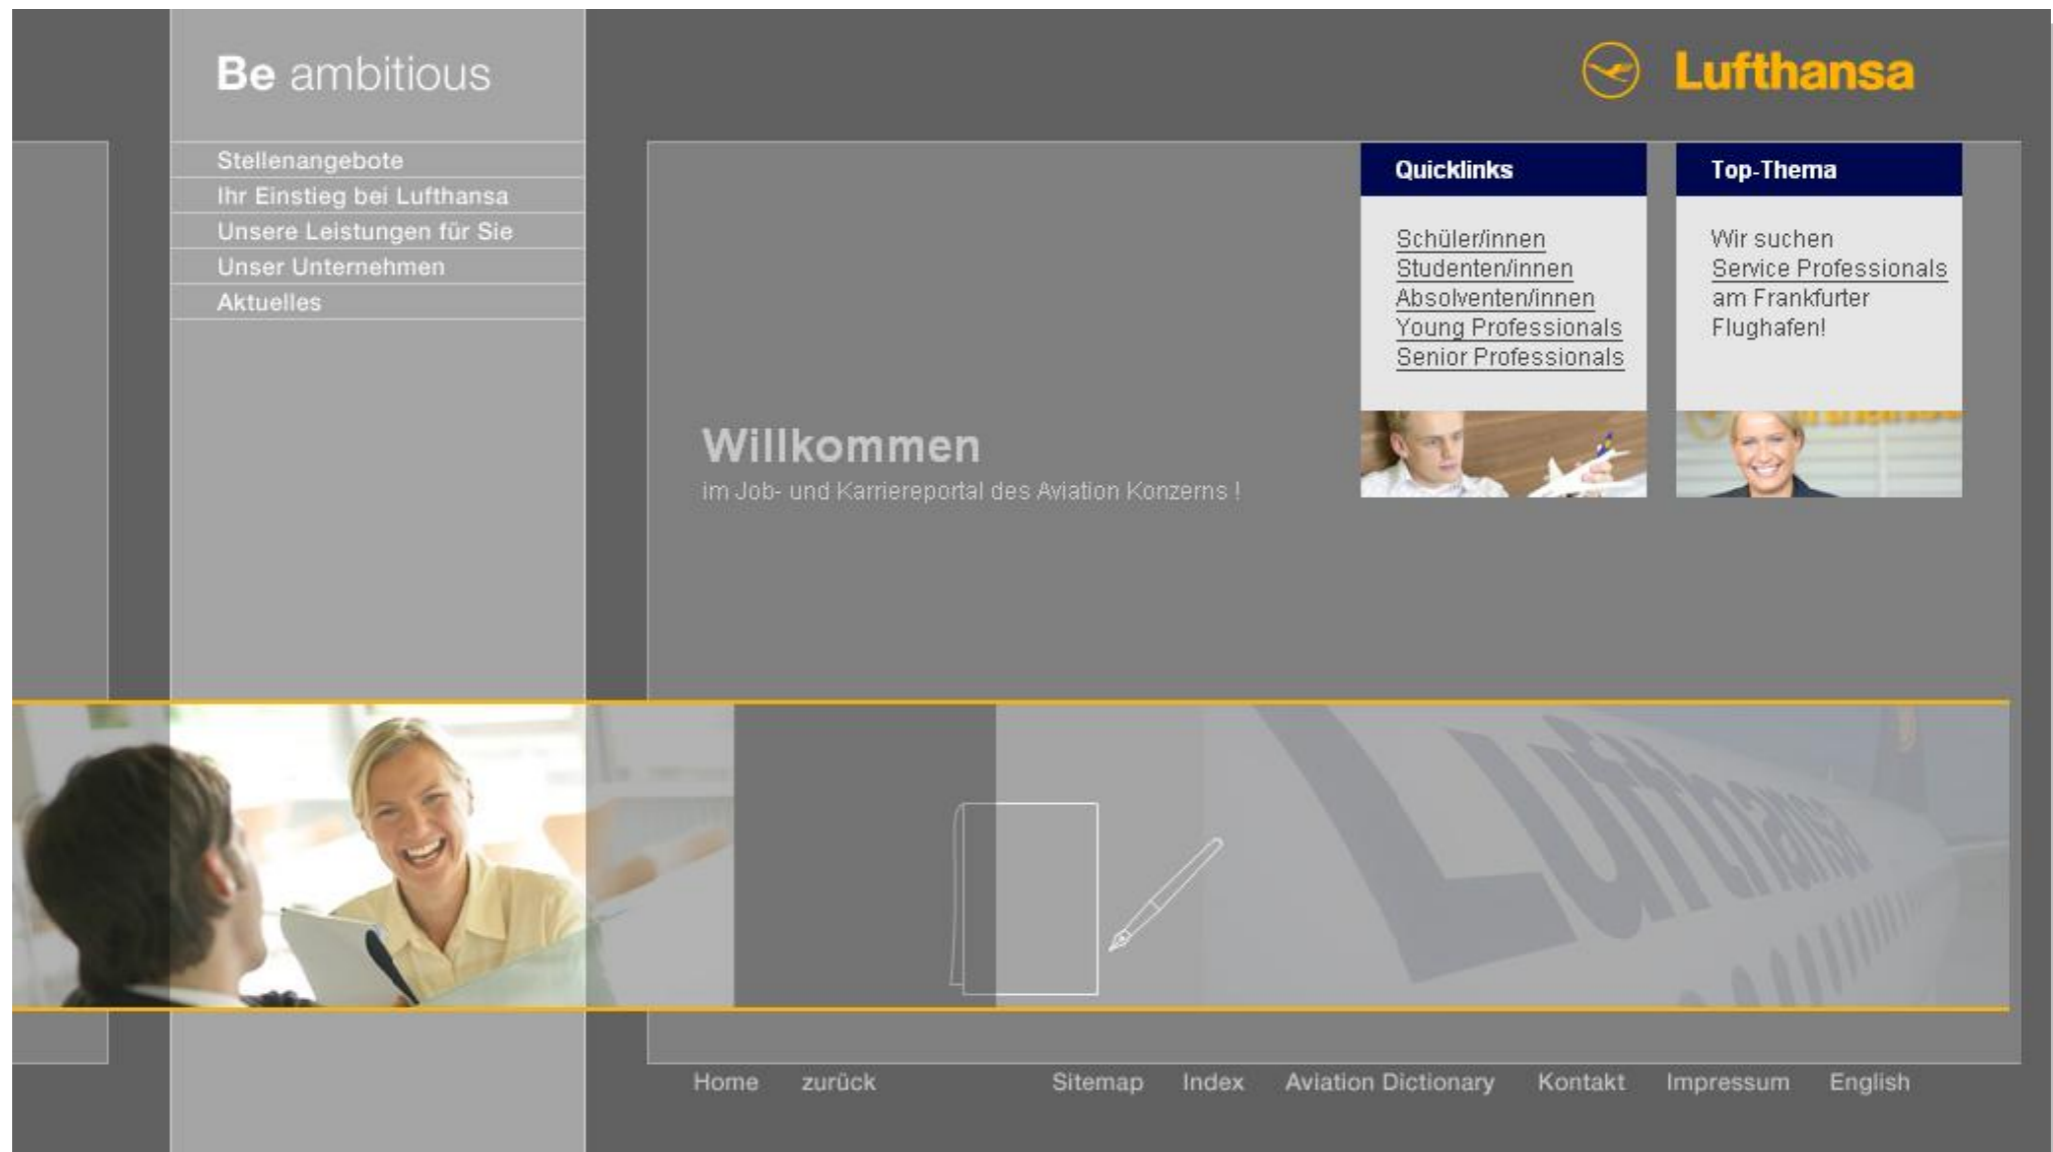 Be ambitious
Lufthansa
Stellenangebote
Ihr Einstieg bei Lufthansa
Unsere Leistungen für Sie
Unser Unternehmen
Aktuelles
Quicklinks
Schüler/innen
Studenten/innen
Absolventen/innen
Young Professionals
Senior Professionals
Top-Thema
Wir suchen
Service Professionals
am Frankfurter
Flughafen!
Willkommen
im Job- und Karriereportal des Aviation Konzerns !
Lufthansa
Home zurück Sitemap Index Aviation Dictionary Kontakt Impressum English